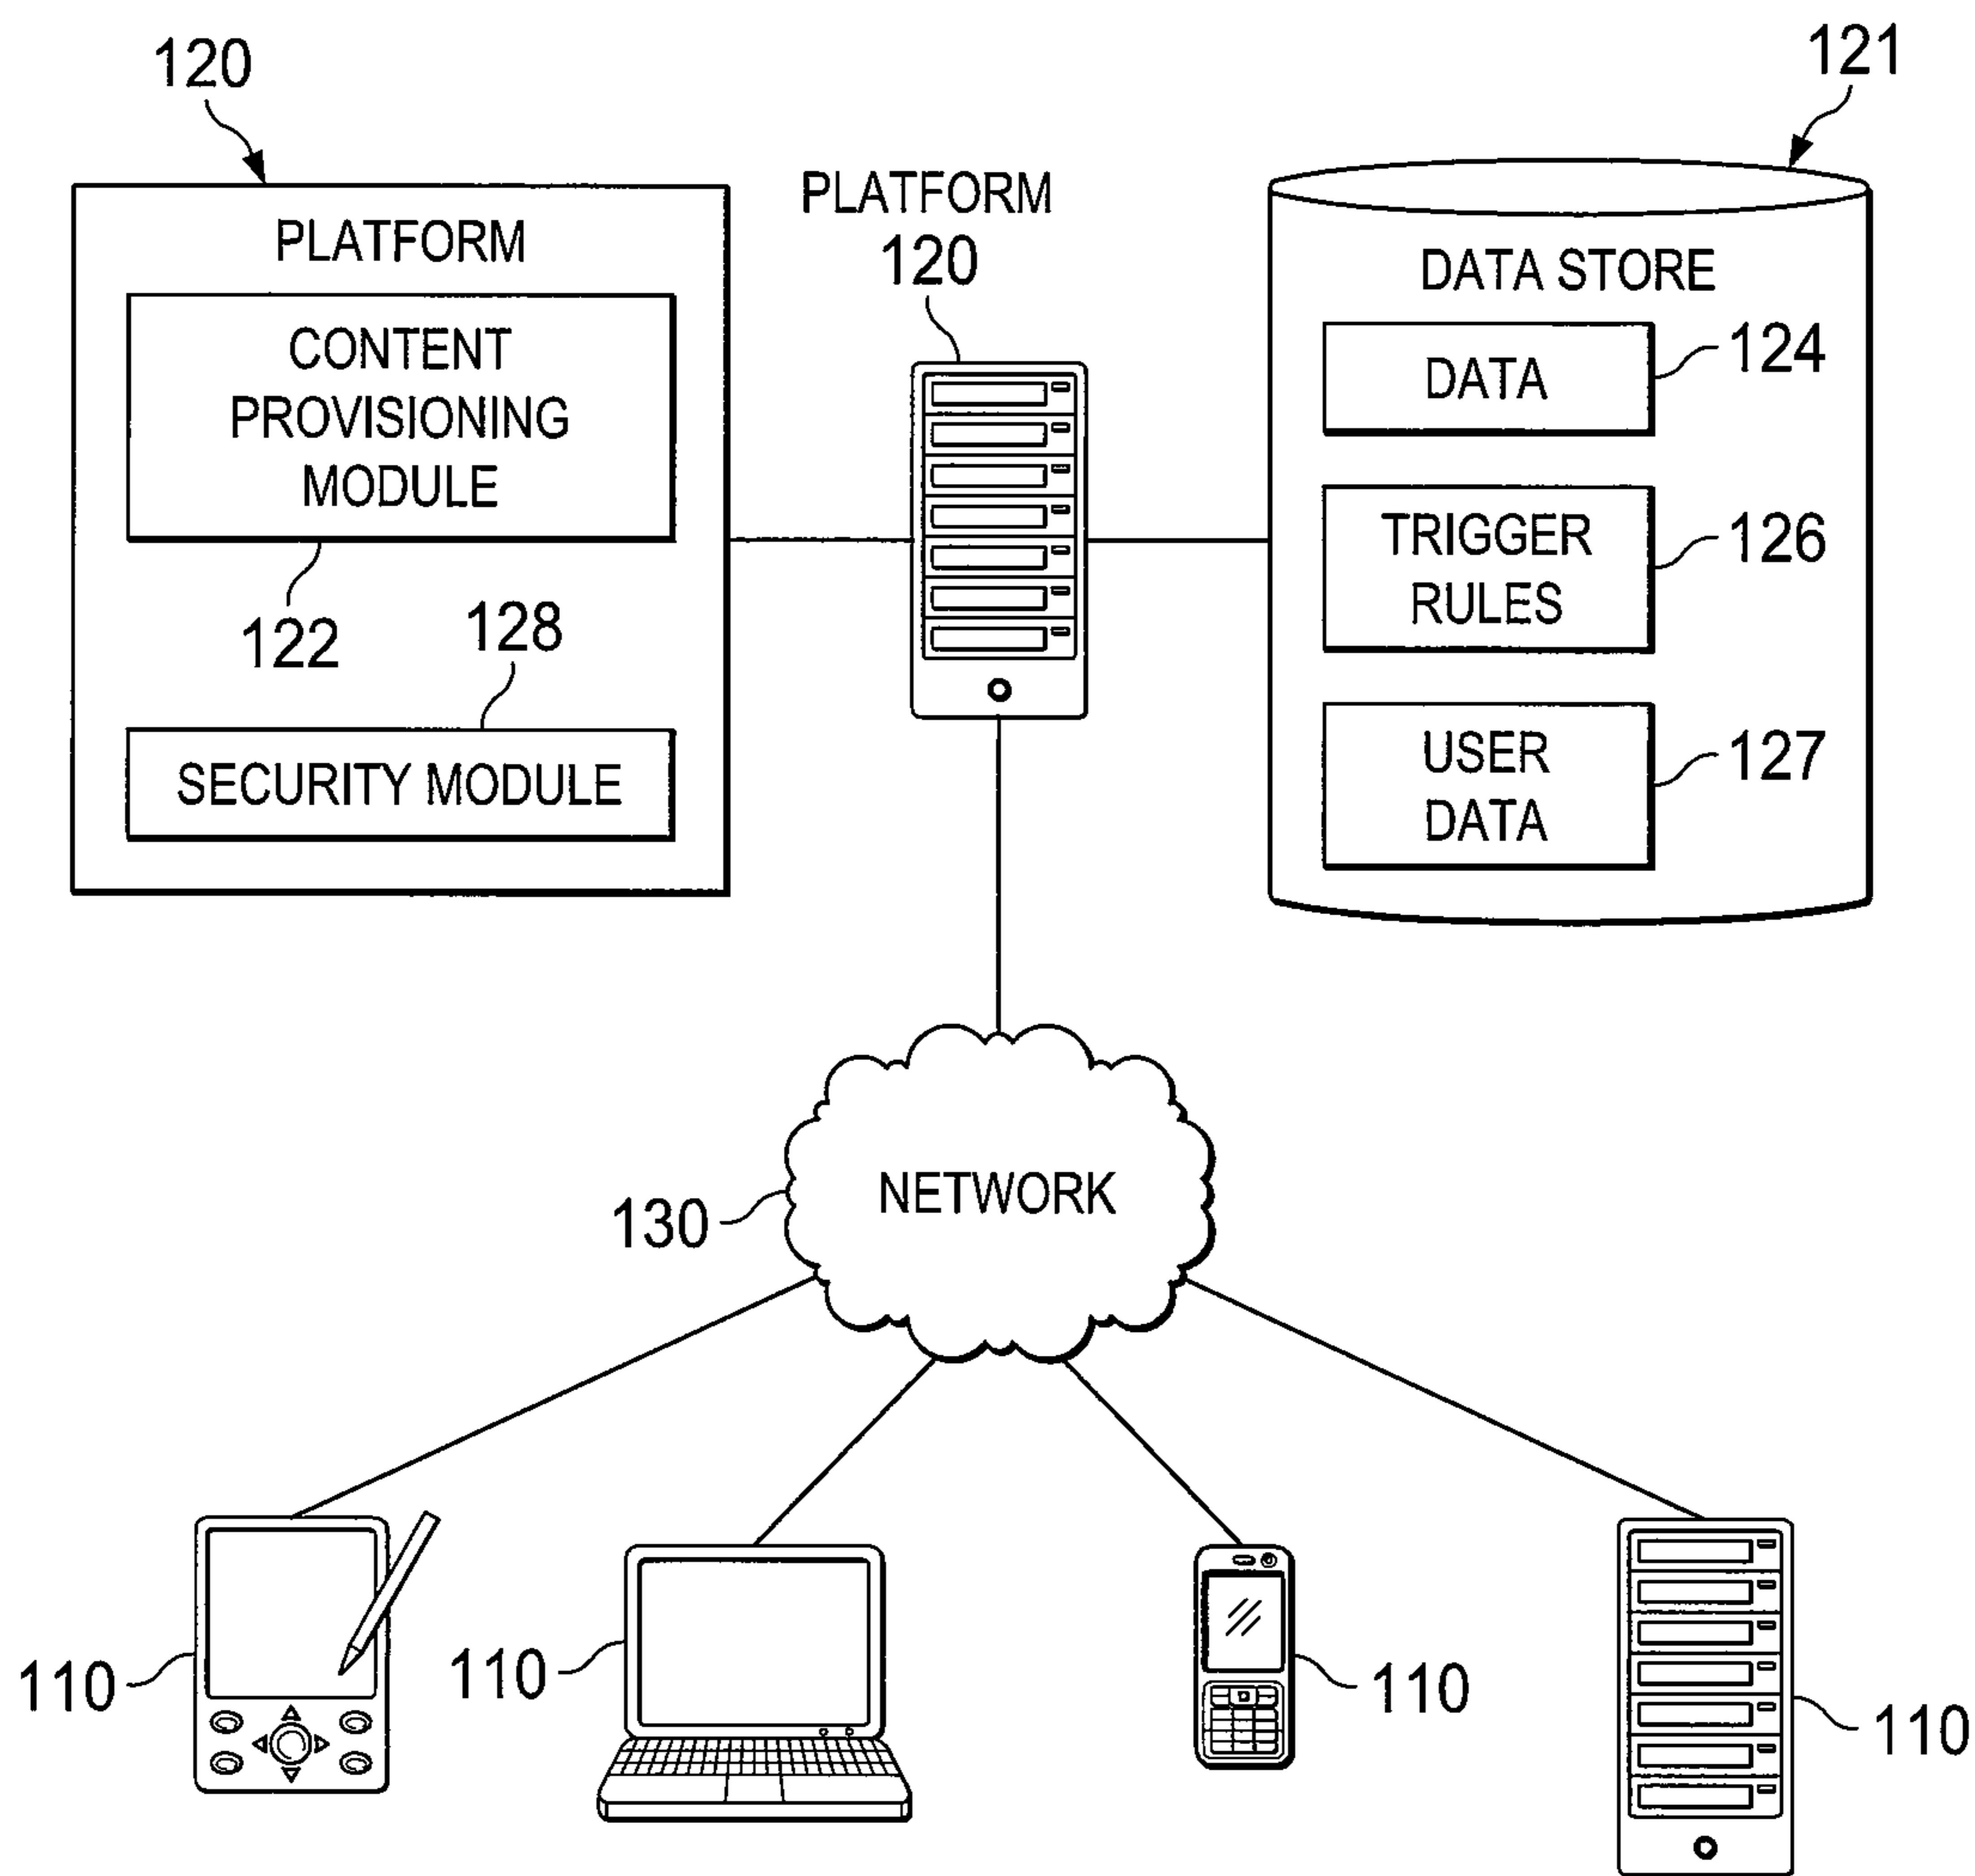 120
121
PLATFORM
120
PLATFORM
CONTENT
PROVISIONING
MODULE
122
128
SECURITY MODULE
DATA STORE
DATA
124
TRIGGER
RULES
126
USER
DATA
127
NETWORK
130
110
110
110
110